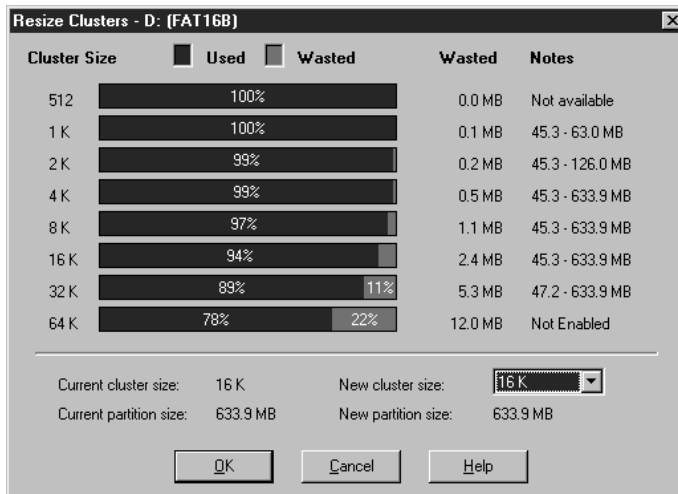 Resize Clusters - D: (FAT16B)
Cluster Size Used Wasted Wasted Notes
512 100% 0.0 MB Not available
1 K 100% 0.1 MB 45.3 - 63.0 MB
2 K 99% 0.2 MB 45.3 - 126.0 MB
4 K 99% 0.5 MB 45.3 - 633.9 MB
8 K 97% 1.1 MB 45.3 - 633.9 MB
16 K 94% 2.4 MB 45.3 - 633.9 MB
32 K 89% 11% 5.3 MB 47.2 - 633.9 MB
64 K 78% 22% 12.0 MB Not Enabled
Current cluster size: 16 K New cluster size: 16 K
Current partition size: 633.9 MB New partition size: 633.9 MB
OK Cancel Help